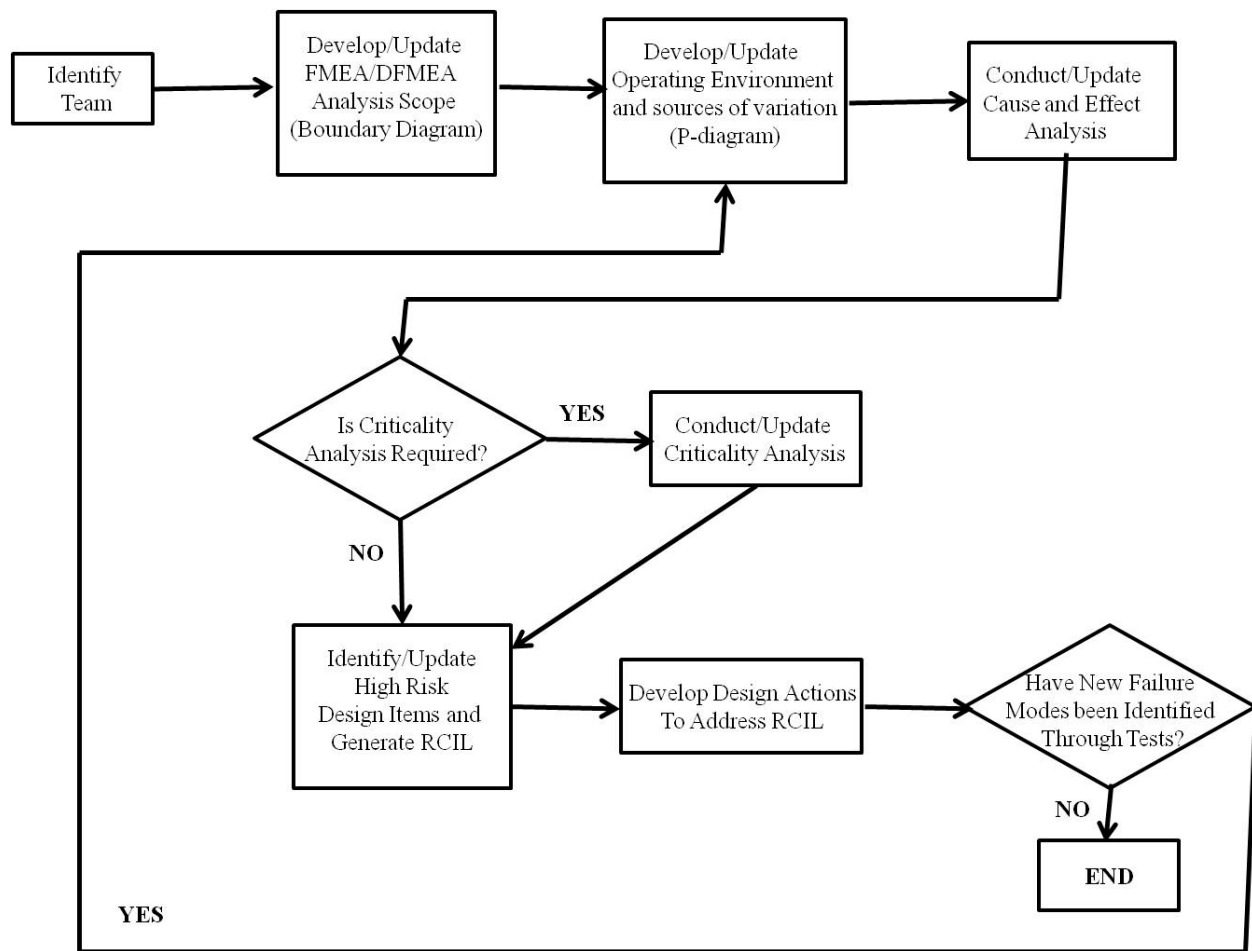 Identify
Team
Develop/Update
FMEA/DFMEA
Analysis Scope
(Boundary Diagram)
Develop/Update
Operating Environment
and sources of variation
(P-diagram)
Conduct/Update
Cause and Effect
Analysis
Is Criticality
Analysis Required?
YES
Conduct/Update
Criticality Analysis
NO
Identify/Update
High Risk
Design Items and
Generate RCIL
Develop Design Actions
To Address RCIL
Have New Failure
Modes been Identified
Through Tests?
NO
END
YES